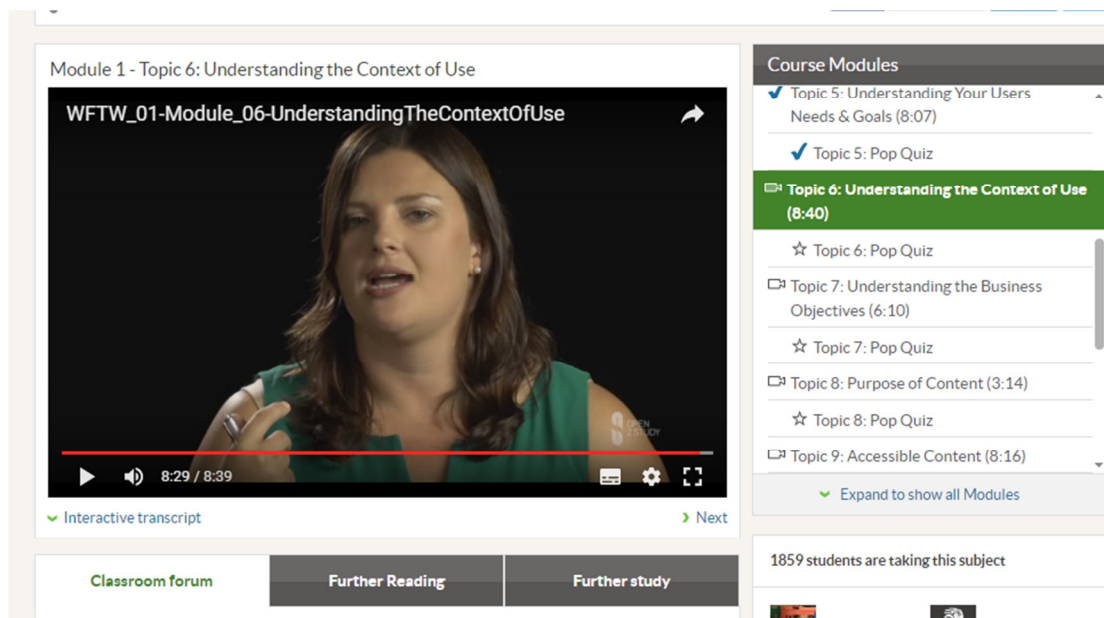 Module 1 - Topic 6: Understanding the Context of Use
WFTW_01-Module_06-UnderstandingTheContextOfUse
OPEN
2 STUDY
8:29 / 8:39
Interactive transcript
Next
Classroom forum
Further Reading
Further study
Course Modules
Topic 5: Understanding Your Users
Needs & Goals (8:07)
Topic 5: Pop Quiz
Topic 6: Understanding the Context of Use
(8:40)
Topic 6: Pop Quiz
Topic 7: Understanding the Business
Objectives (6:10)
Topic 7: Pop Quiz
Topic 8: Purpose of Content (3:14)
Topic 8: Pop Quiz
Topic 9: Accessible Content (8:16)
Expand to show all Modules
1859 students are taking this subject